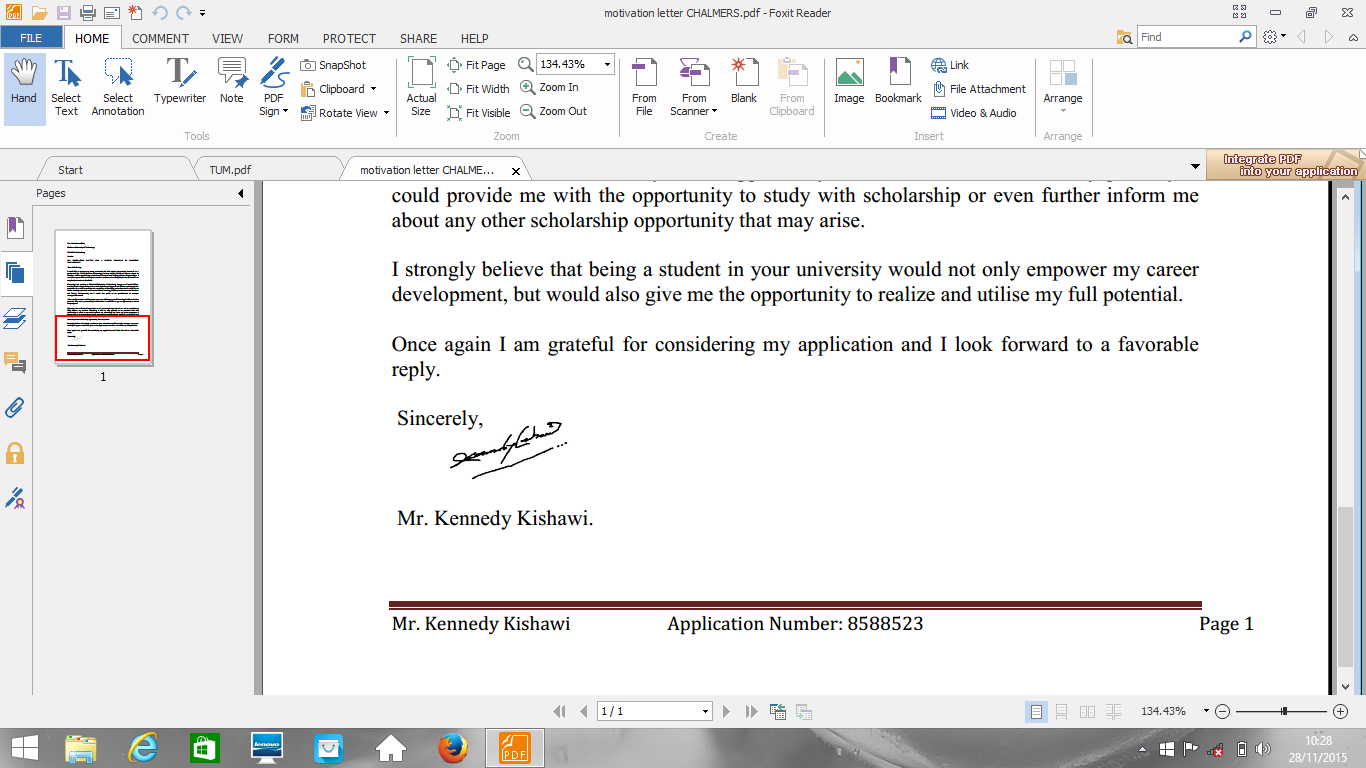 motivation letter CHALMERS.pdf - Foxit Reader
FILE HOME COMMENT VIEW FORM PROTECT SHARE HELP
Find
Hand
Select Text
Select Annotation
Typewriter
Note
PDF Sign
SnapShot
Clipboard
Rotate View
Tools
Actual Size
Fit Page
Fit Width
Fit Visible
134.43%
Zoom In
Zoom Out
Zoom
From File
From Scanner
Blank
From Clipboard
Create
Image
Bookmark
Link
File Attachment
Video & Audio
Insert
Arrange
Arrange
Start
TUM.pdf
motivation letter CHALME...
Integrate PDF
into your application
Pages
1
could provide me with the opportunity to study with scholarship or even further inform me
about any other scholarship opportunity that may arise.
I strongly believe that being a student in your university would not only empower my career
development, but would also give me the opportunity to realize and utilise my full potential.
Once again I am grateful for considering my application and I look forward to a favorable
reply.
Sincerely,
Mr. Kennedy Kishawi.
Mr. Kennedy Kishawi Application Number: 8588523 Page 1
1 / 1
134.43%
lenovo
PDF
10:28
28/11/2015